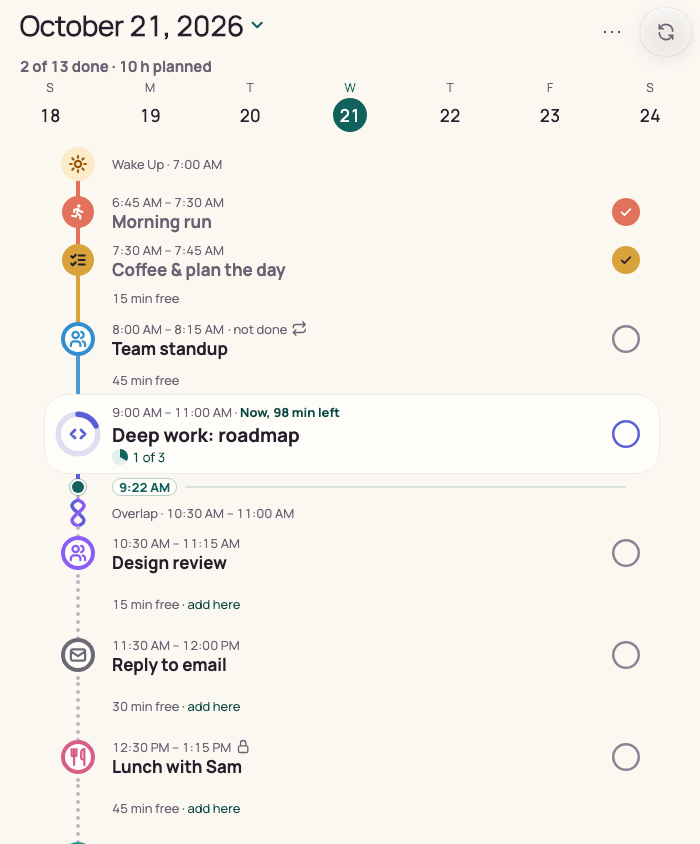 October 21, 2026
...
2 of 13 done · 10 h planned
S M T W T F S
18 19 20 21 22 23 24
Wake Up · 7:00 AM
6:45 AM – 7:30 AM
Morning run
7:30 AM – 7:45 AM
Coffee & plan the day
15 min free
8:00 AM – 8:15 AM · not done
Team standup
45 min free
9:00 AM – 11:00 AM · Now, 98 min left
Deep work: roadmap
1 of 3
9:22 AM
Overlap · 10:30 AM – 11:00 AM
10:30 AM – 11:15 AM
Design review
15 min free · add here
11:30 AM – 12:00 PM
Reply to email
30 min free · add here
12:30 PM – 1:15 PM
Lunch with Sam
45 min free · add here